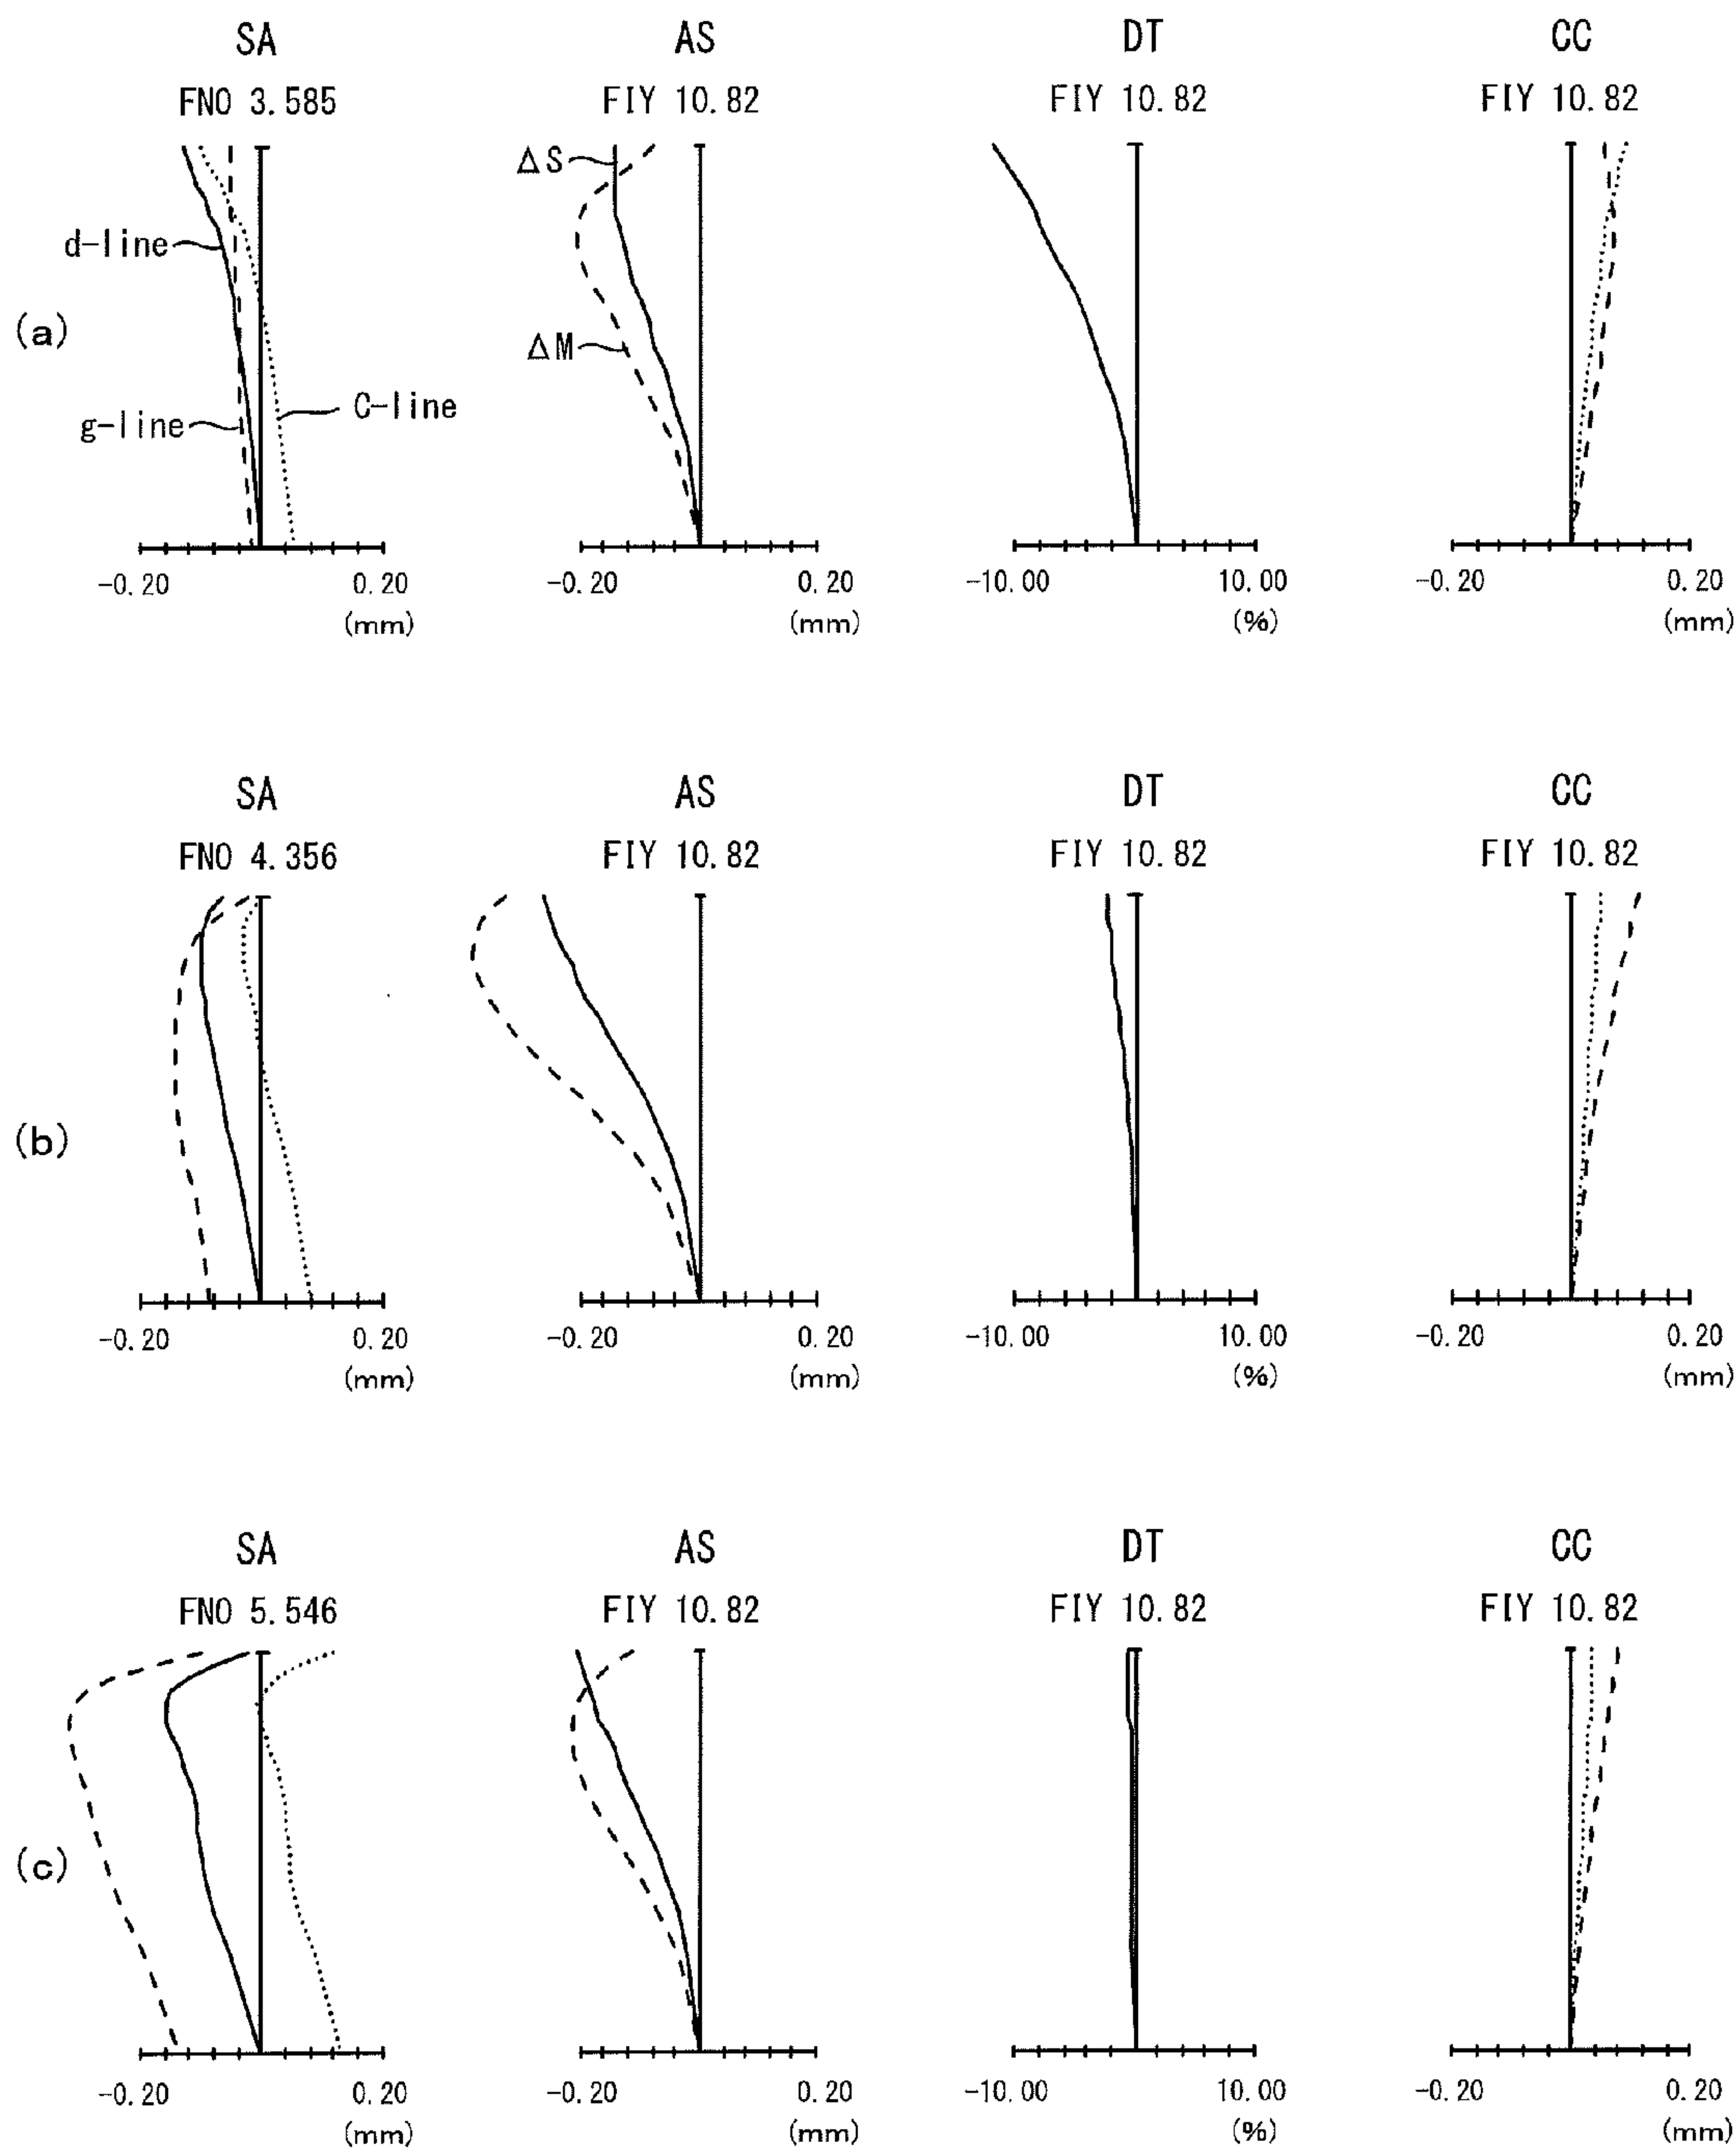 SA AS DT CC
FNO 3.585 FIY 10.82 FIY 10.82 FIY 10.82
ΔS
d-line
(a)
ΔM
g-line C-line
-0.20 0.20 -0.20 0.20 -10.00 10.00 -0.20 0.20
(mm) (mm) (%) (mm)
SA AS DT CC
FNO 4.356 FIY 10.82 FIY 10.82 FIY 10.82
(b)
-0.20 0.20 -0.20 0.20 -10.00 10.00 -0.20 0.20
(mm) (mm) (%) (mm)
SA AS DT CC
FNO 5.546 FIY 10.82 FIY 10.82 FIY 10.82
(c)
-0.20 0.20 -0.20 0.20 -10.00 10.00 -0.20 0.20
(mm) (mm) (%) (mm)